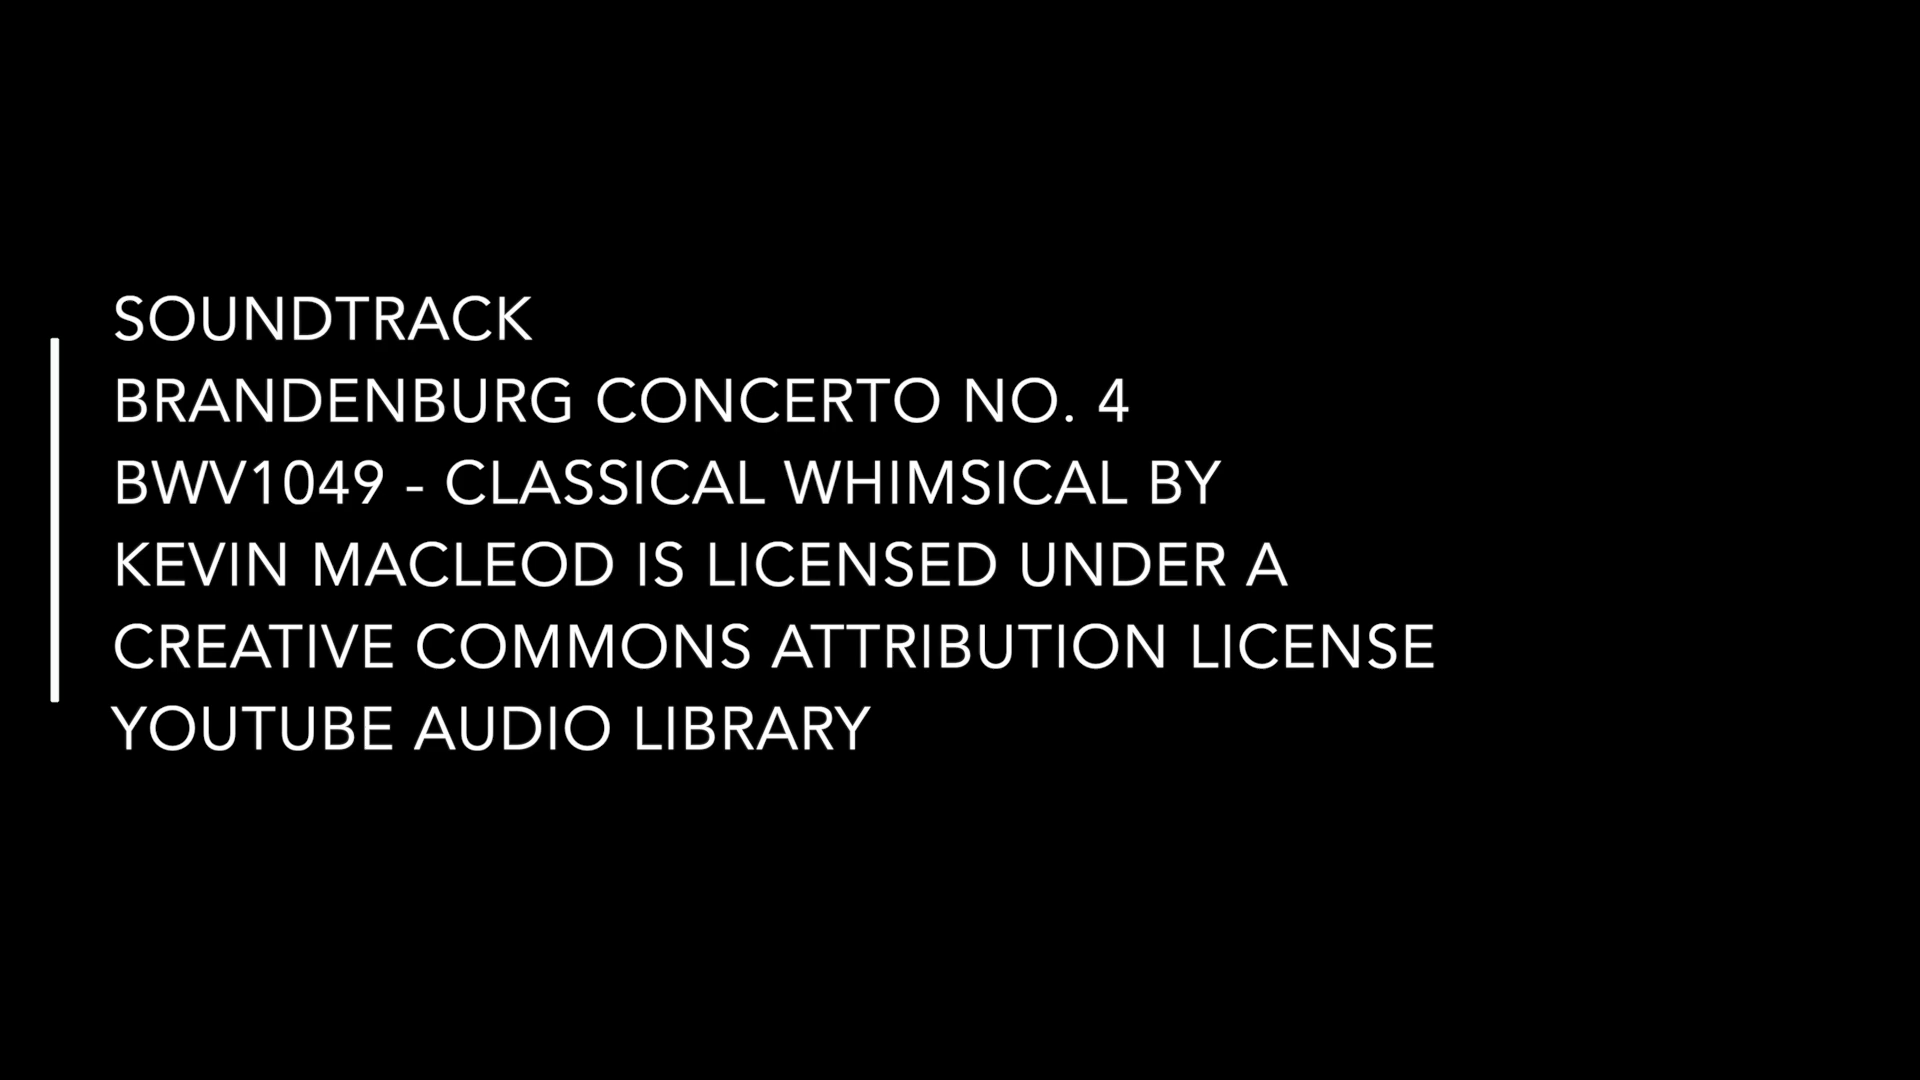 SOUNDTRACK
BRANDENBURG CONCERTO NO. 4
BWV1049 - CLASSICAL WHIMSICAL BY
KEVIN MACLEOD IS LICENSED UNDER A
CREATIVE COMMONS ATTRIBUTION LICENSE
YOUTUBE AUDIO LIBRARY